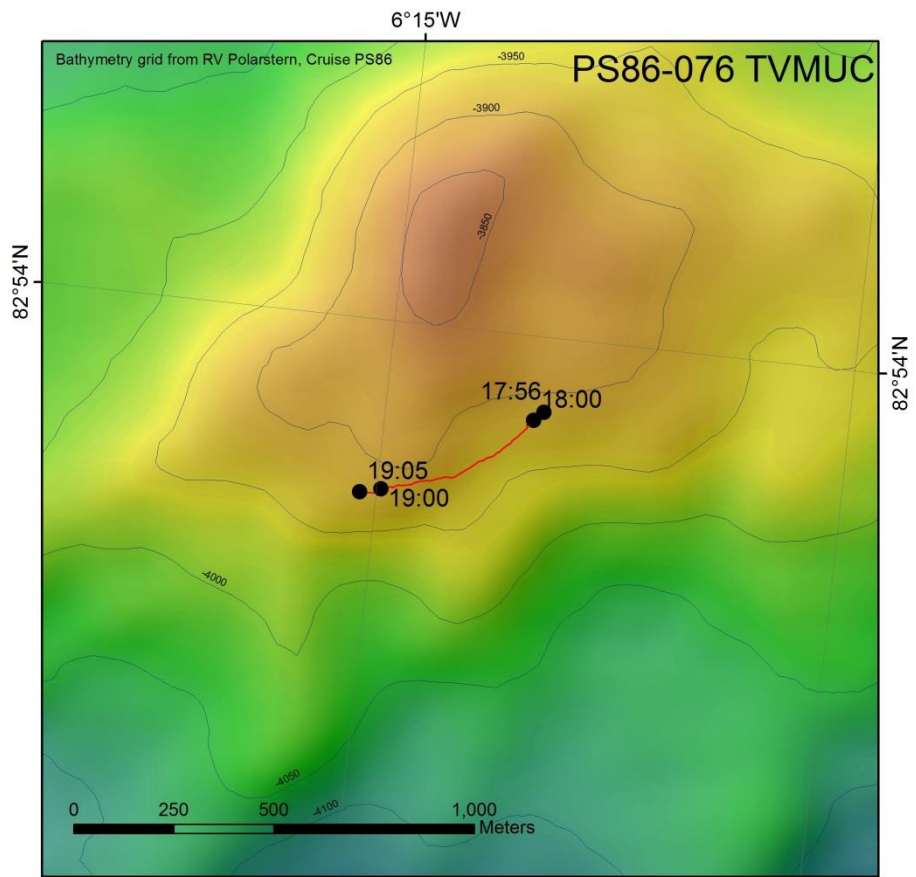 6°15'W
Bathymetry grid from RV Polarstern, Cruise PS86
PS86-076 TVMUC
-3950
-3900
-3850
82°54'N
82°54'N
17:56
18:00
19:05
19:00
-4000
-4050
-4100
0 250 500 1,000
Meters